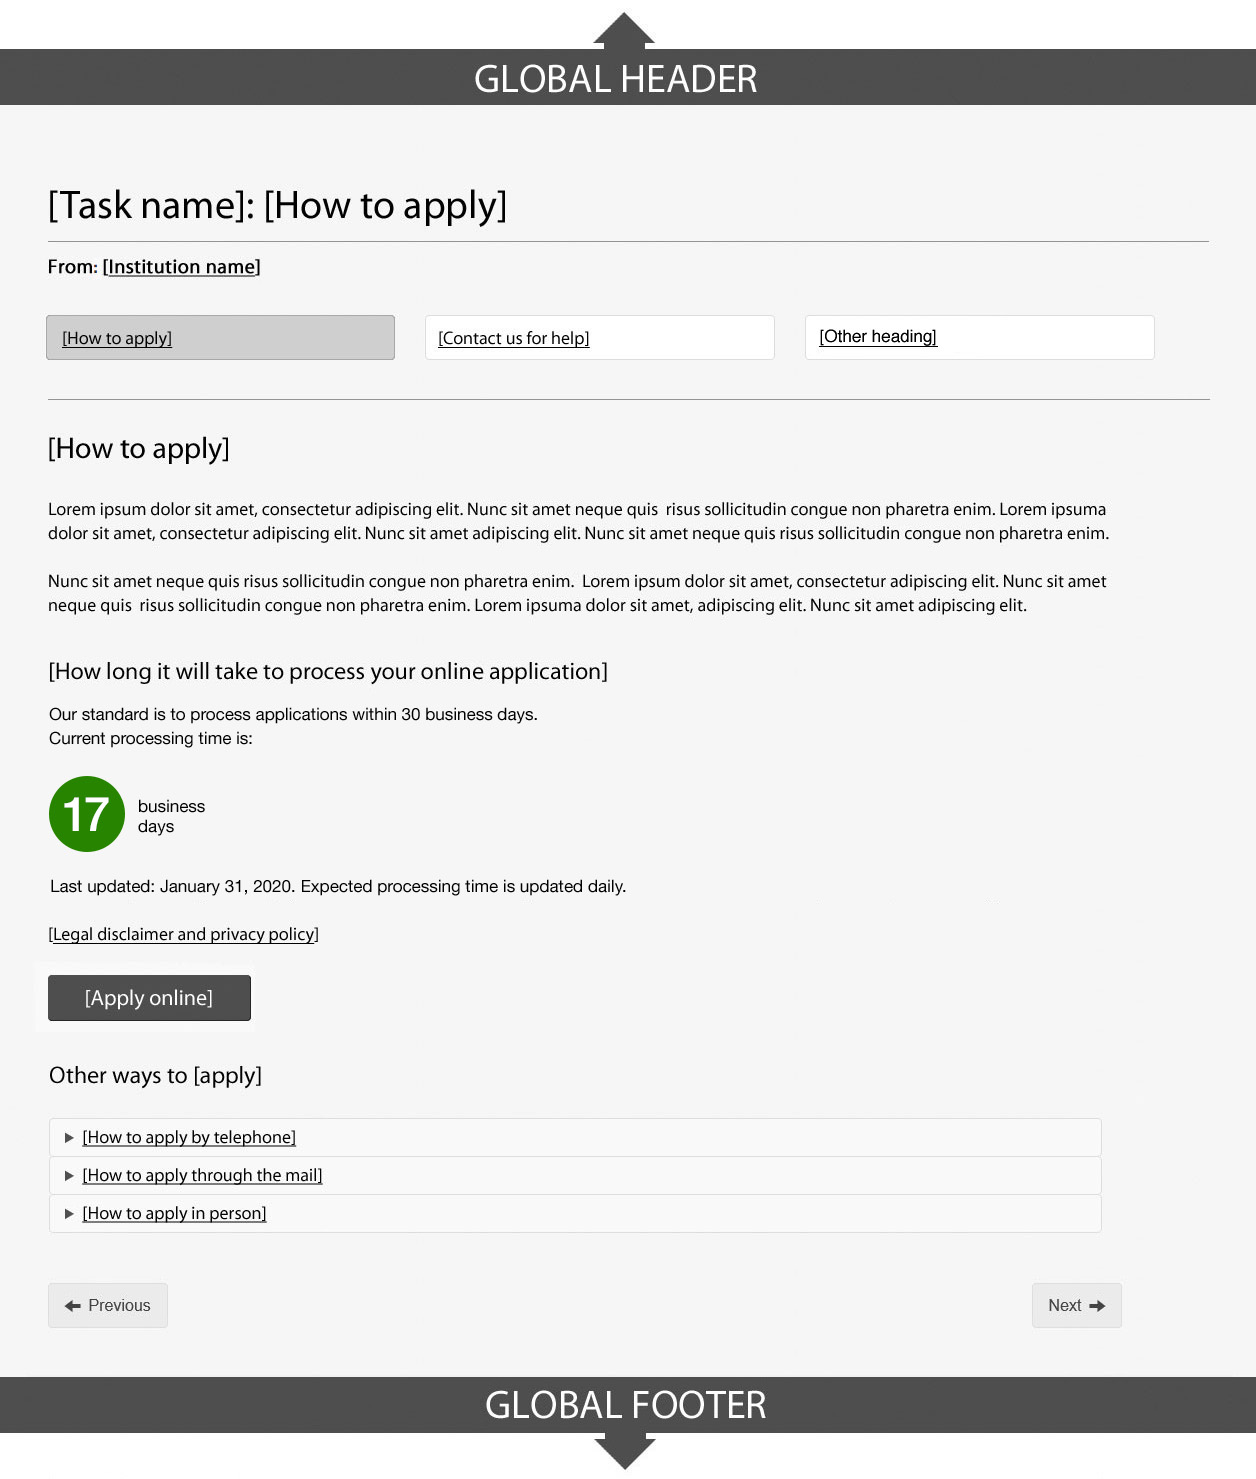 GLOBAL HEADER
[Task name]: [How to apply]
From: [Institution name]
[How to apply]
[Contact us for help]
[Other heading]
[How to apply]
Lorem ipsum dolor sit amet, consectetur adipiscing elit. Nunc sit amet neque quis  risus sollicitudin congue non pharetra enim. Lorem ipsuma
dolor sit amet, consectetur adipiscing elit. Nunc sit amet adipiscing elit. Nunc sit amet neque quis risus sollicitudin congue non pharetra enim.
Nunc sit amet neque quis risus sollicitudin congue non pharetra enim.  Lorem ipsum dolor sit amet, consectetur adipiscing elit. Nunc sit amet
neque quis  risus sollicitudin congue non pharetra enim. Lorem ipsuma dolor sit amet, adipiscing elit. Nunc sit amet adipiscing elit.
[How long it will take to process your online application]
Our standard is to process applications within 30 business days.
Current processing time is:
17
business
days
Last updated: January 31, 2020. Expected processing time is updated daily.
[Legal disclaimer and privacy policy]
[Apply online]
Other ways to [apply]
[How to apply by telephone]
[How to apply through the mail]
[How to apply in person]
Previous
Next
GLOBAL FOOTER